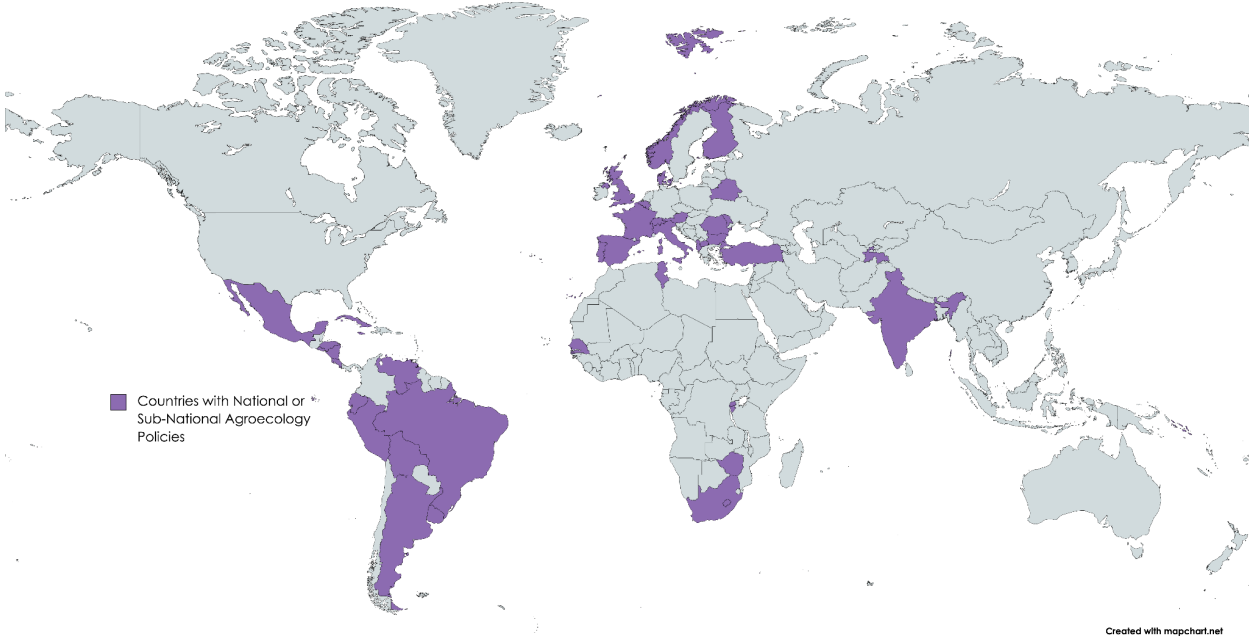 Countries with National or
Sub-National Agroecology
Policies
Created with mapchart.net